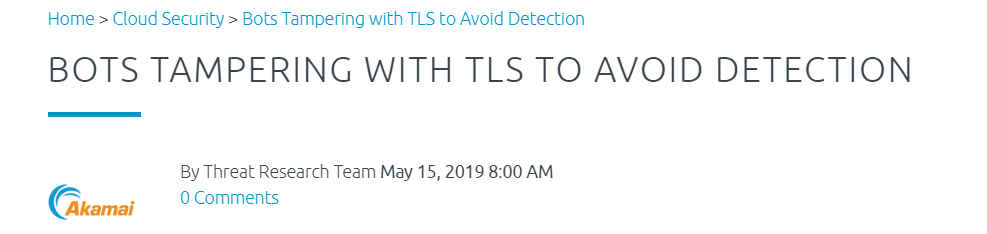 Home > Cloud Security > Bots Tampering with TLS to Avoid Detection
BOTS TAMPERING WITH TLS TO AVOID DETECTION
By Threat Research Team May 15, 2019 8:00 AM
0 Comments
Akamai